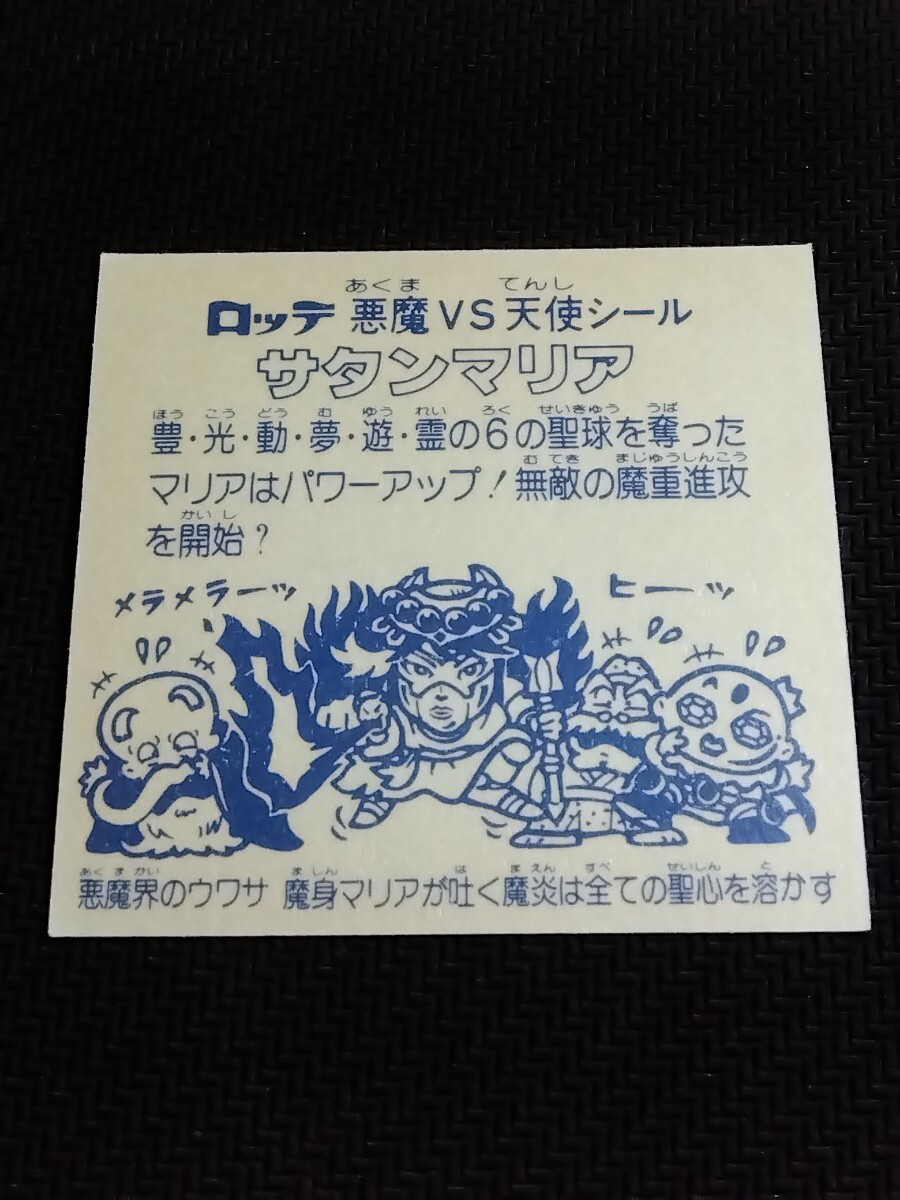 あくま てんし
ロッテ 悪魔VS天使シール
サタンマリア
ほう こう どう む ゆう れい ろく せいきゅう うば
豊・光・動・夢・遊・霊の6の聖球を奪った
むてき まじゅうしんこう
マリアはパワーアップ!無敵の魔重進攻
かいし
を開始?
メラメラーッ ヒーーッ
あくまかい ましん は まえん すべ せいしん と
悪魔界のウワサ 魔身マリアが吐く魔炎は全ての聖心を溶かす